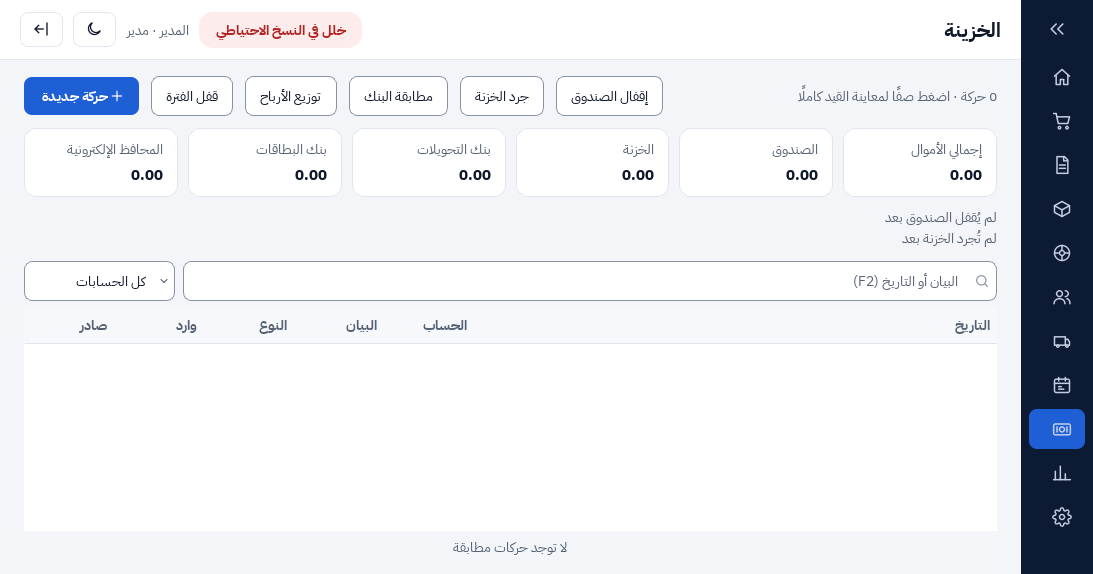 الخزينة
خلل في النسخ الاحتياطي
المدير · مدير
0 حركة · اضغط صفًا لمعاينة القيد كاملًا
إقفال الصندوق
جرد الخزنة
مطابقة البنك
توزيع الأرباح
قفل الفترة
حركة جديدة
إجمالي الأموال
0.00
الصندوق
0.00
الخزنة
0.00
بنك التحويلات
0.00
بنك البطاقات
0.00
المحافظ الإلكترونية
0.00
لم يُقفل الصندوق بعد
لم تُجرد الخزنة بعد
البيان أو التاريخ (F2)
كل الحسابات
التاريخ الحساب البيان النوع وارد صادر
لا توجد حركات مطابقة